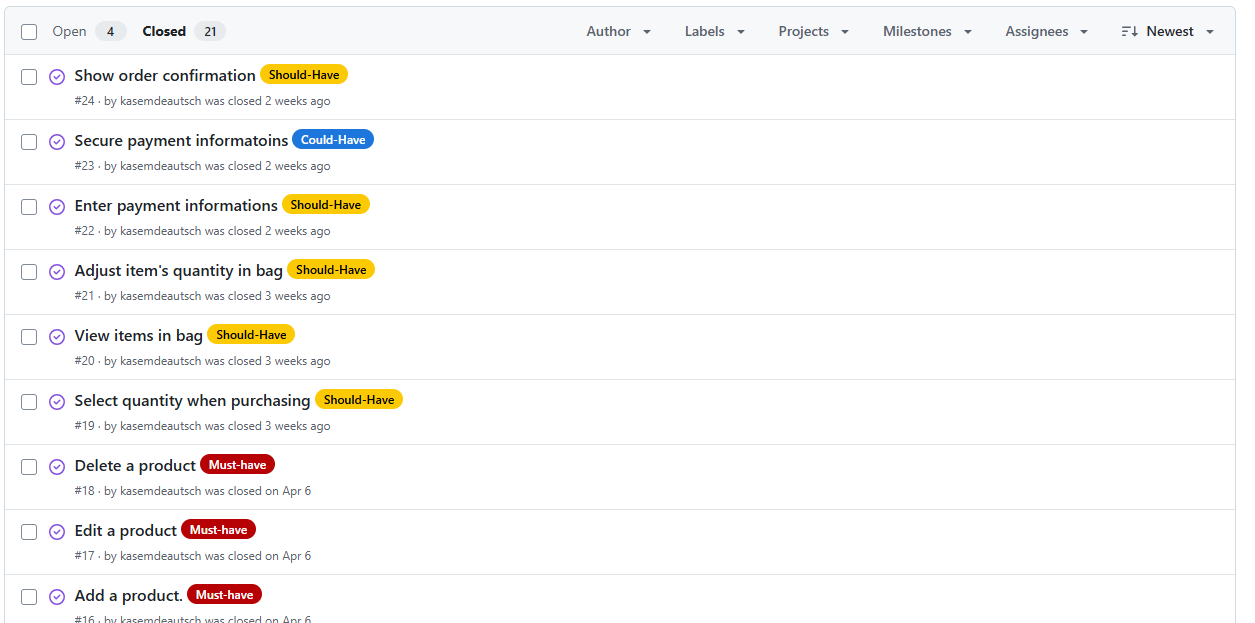 Open 4 Closed 21 Author Labels Projects Milestones Assignees Newest
Show order confirmation Should-Have
#24 · by kasemdeautsch was closed 2 weeks ago
Secure payment informatoins Could-Have
#23 · by kasemdeautsch was closed 2 weeks ago
Enter payment informations Should-Have
#22 · by kasemdeautsch was closed 2 weeks ago
Adjust item's quantity in bag Should-Have
#21 · by kasemdeautsch was closed 3 weeks ago
View items in bag Should-Have
#20 · by kasemdeautsch was closed 3 weeks ago
Select quantity when purchasing Should-Have
#19 · by kasemdeautsch was closed 3 weeks ago
Delete a product Must-have
#18 · by kasemdeautsch was closed on Apr 6
Edit a product Must-have
#17 · by kasemdeautsch was closed on Apr 6
Add a product. Must-have
#16 · by kasemdeautsch was closed on Apr 6